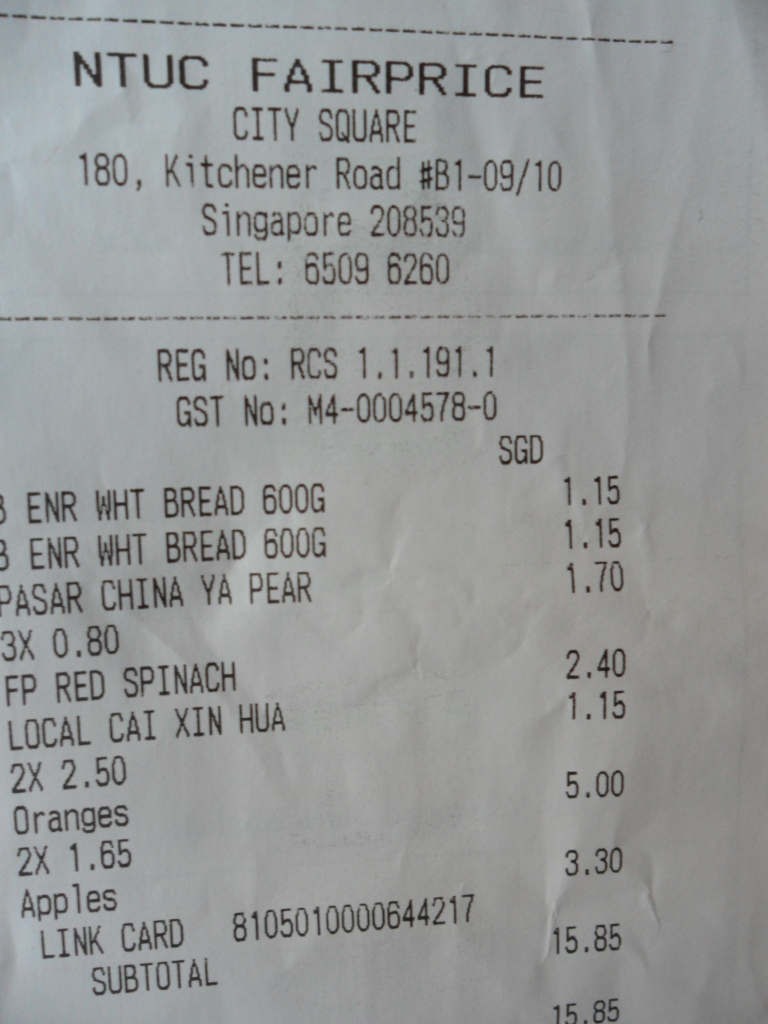 NTUC FAIRPRICE
CITY SQUARE
180, Kitchener Road #B1-09/10
Singapore 208539
TEL: 6509 6260
REG No: RCS 1.1.191.1
GST No: M4-0004578-0
SGD
B ENR WHT BREAD 600G 1.15
B ENR WHT BREAD 600G 1.15
PASAR CHINA YA PEAR 1.70
3X 0.80
FP RED SPINACH 2.40
LOCAL CAI XIN HUA 1.15
2X 2.50
Oranges 5.00
2X 1.65
Apples 3.30
LINK CARD 8105010000644217
SUBTOTAL 15.85
15.85